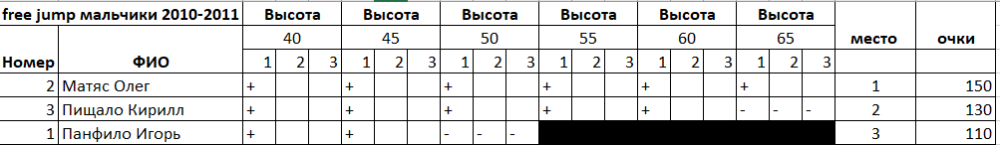 free jump мальчики 2010-2011 Высота Высота Высота Высота Высота Высота
40 45 50 55 60 65 место очки
Номер ФИО 1 2 3 1 2 3 1 2 3 1 2 3 1 2 3 1 2 3
2 Матяс Олег + + + + + + 1 150
3 Пищало Кирилл + + + + + - - - 2 130
1 Панфило Игорь + + - - - 3 110